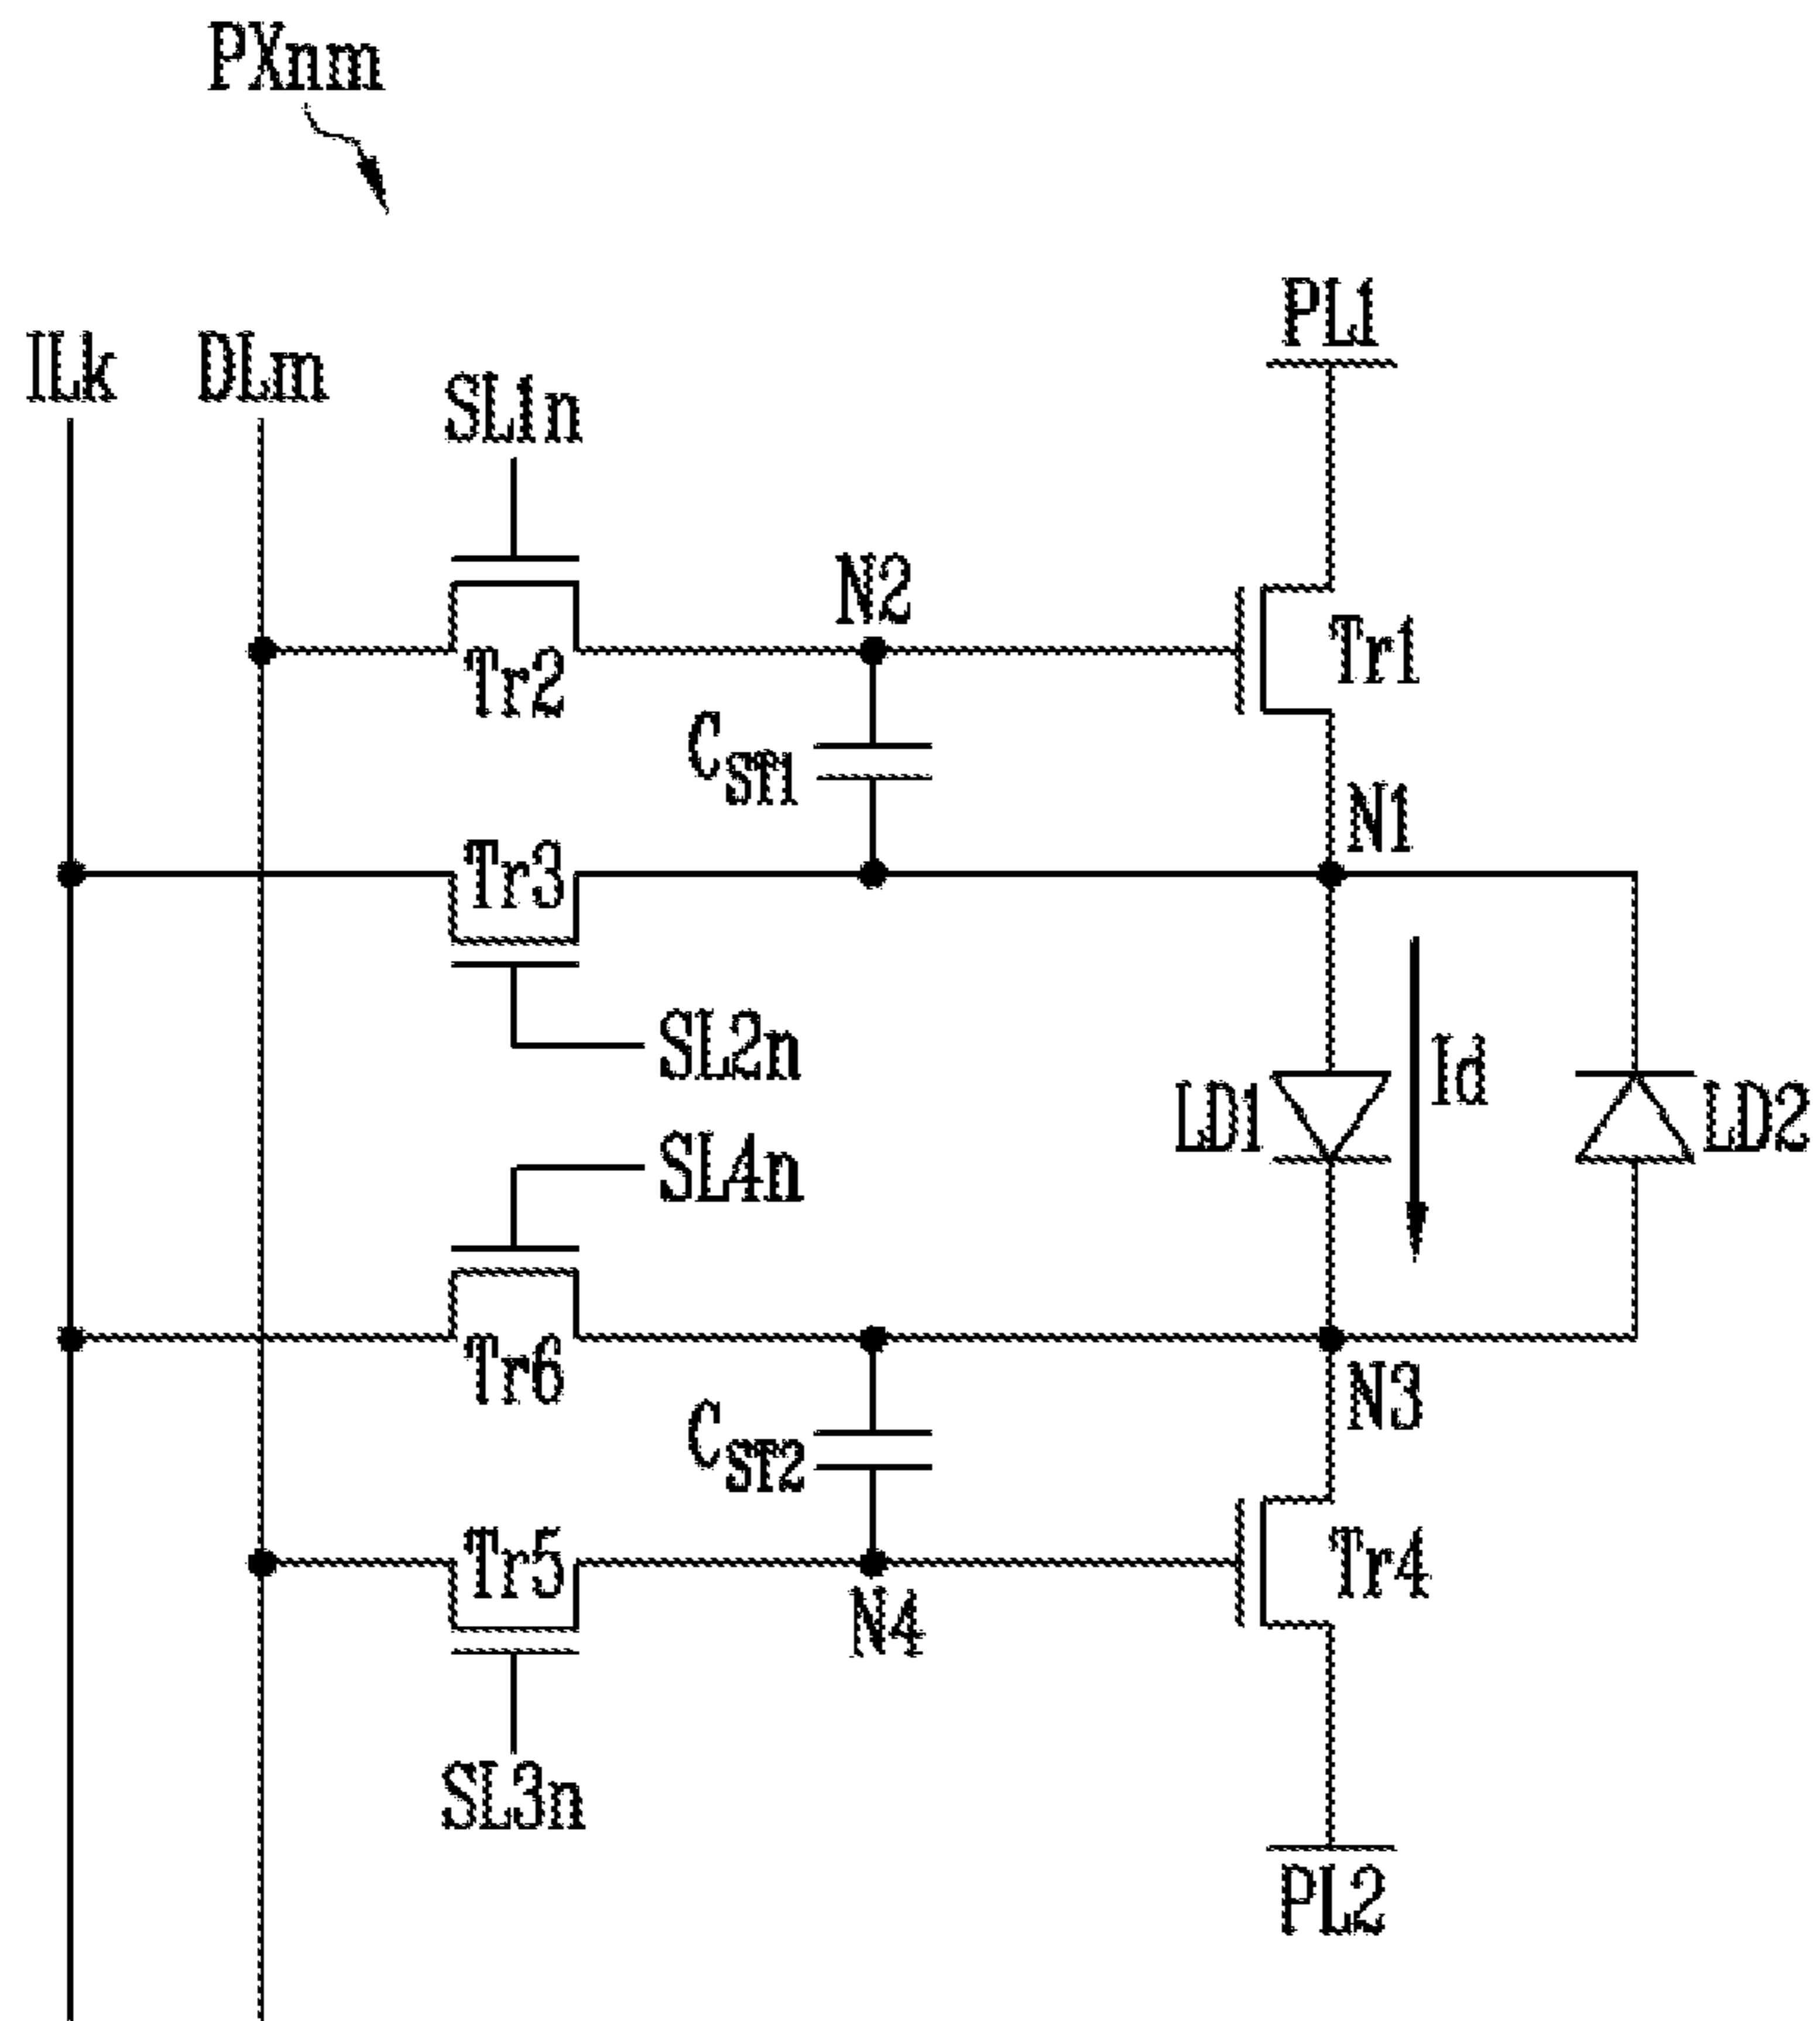 PXnm
PL1
ILk DLm
SL1n
N2
Tr2 Tr1
CST1
N1
Tr3
SL2n
Id
LD1 LD2
SL4n
Tr6
N3
CST2
Tr5 Tr4
N4
SL3n
PL2